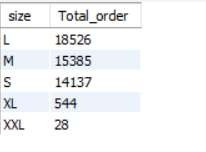 size Total_order
L 18526
M 15385
S 14137
XL 544
XXL 28